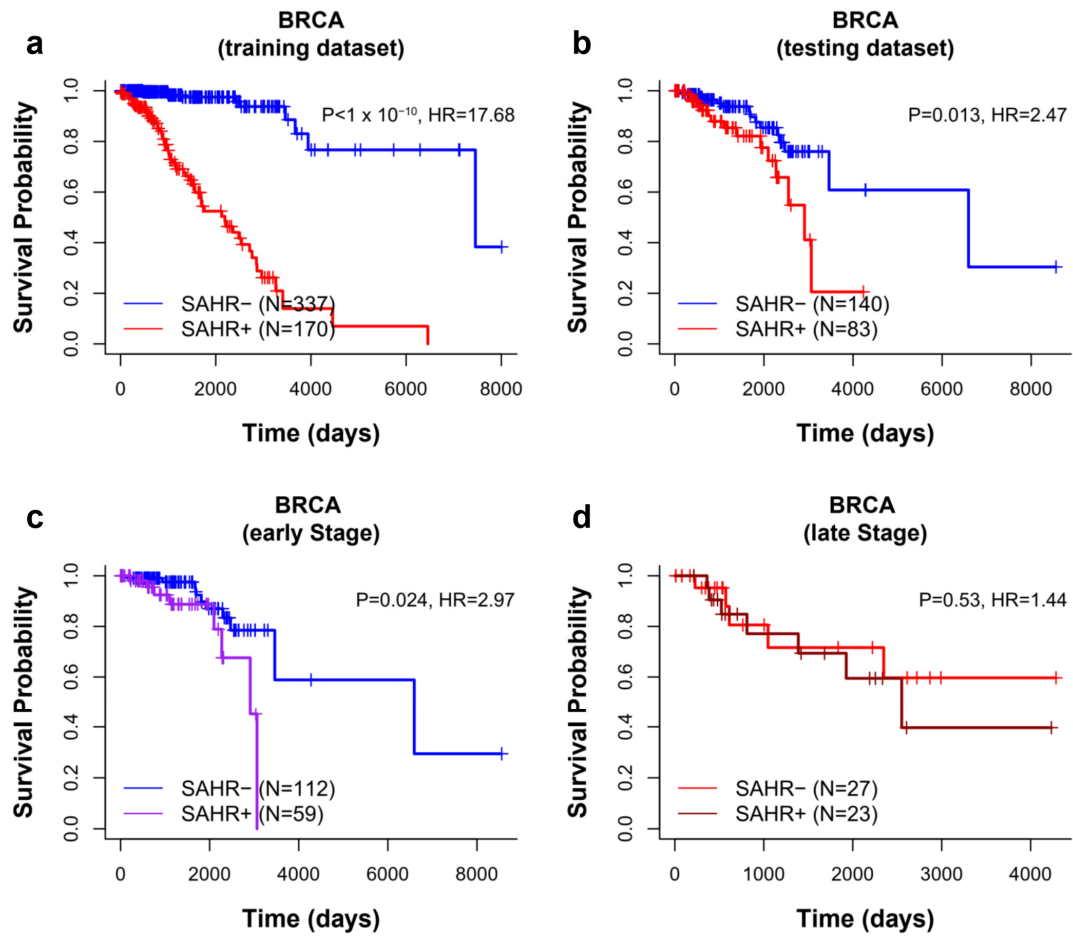 a
BRCA
(training dataset)
P<1 x 10⁻¹⁰, HR=17.68
Survival Probability
0.0 0.2 0.4 0.6 0.8 1.0
SAHR− (N=337)
SAHR+ (N=170)
0 2000 4000 6000 8000
Time (days)
b
BRCA
(testing dataset)
P=0.013, HR=2.47
Survival Probability
0.0 0.2 0.4 0.6 0.8 1.0
SAHR− (N=140)
SAHR+ (N=83)
0 2000 4000 6000 8000
Time (days)
c
BRCA
(early Stage)
P=0.024, HR=2.97
Survival Probability
0.0 0.2 0.4 0.6 0.8 1.0
SAHR− (N=112)
SAHR+ (N=59)
0 2000 4000 6000 8000
Time (days)
d
BRCA
(late Stage)
P=0.53, HR=1.44
Survival Probability
0.0 0.2 0.4 0.6 0.8 1.0
SAHR− (N=27)
SAHR+ (N=23)
0 1000 2000 3000 4000
Time (days)